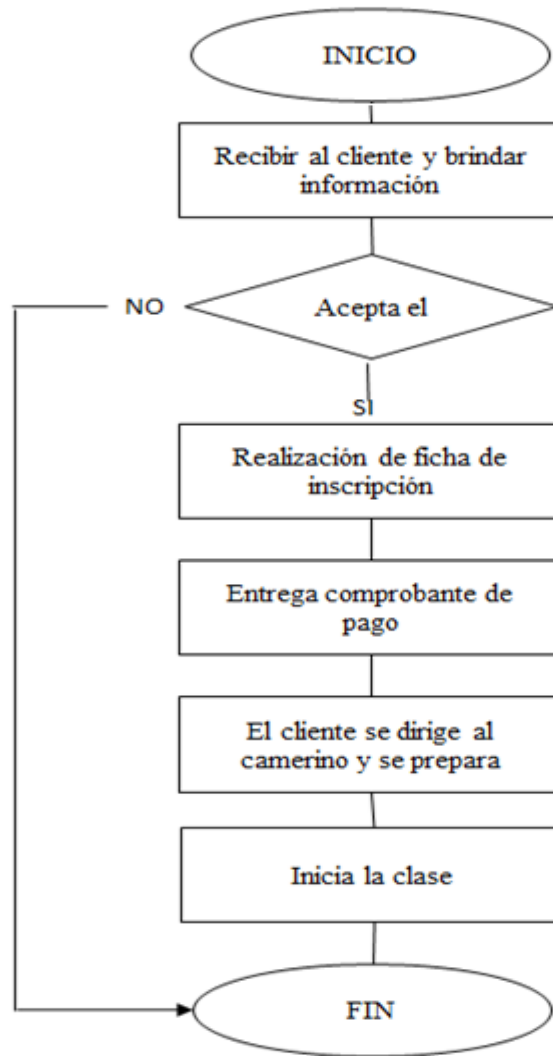 INICIO
Recibir al cliente y brindar
información
NO
Acepta el
SI
Realización de ficha de
inscripción
Entrega comprobante de
pago
El cliente se dirige al
camerino y se prepara
Inicia la clase
FIN